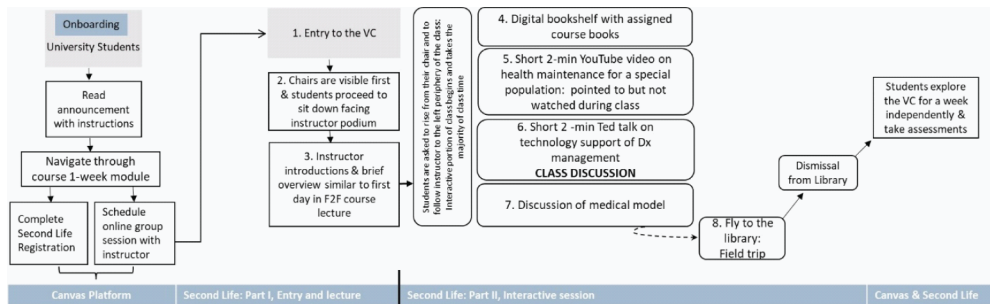 Onboarding
University Students
Read
announcement
with instructions
Navigate through
course 1-week module
Complete
Second Life
Registration
Schedule
online group
session with
instructor
1. Entry to the VC
2. Chairs are visible first
& students proceed to
sit down facing
instructor podium
3. Instructor
introductions & brief
overview similar to first
day in F2F course
lecture
Students are asked to rise from their chair and to
follow instructor to the left periphery of the class:
Interactive portion of class begins and takes the
majority of class time
4. Digital bookshelf with assigned
course books
5. Short 2-min YouTube video on
health maintenance for a special
population: pointed to but not
watched during class
6. Short 2 -min Ted talk on
technology support of Dx
management
CLASS DISCUSSION
7. Discussion of medical model
8. Fly to the
library:
Field trip
Dismissal
from Library
Students explore
the VC for a week
independently &
take assessments
Canvas Platform
Second Life: Part I, Entry and lecture
Second Life: Part II, Interactive session
Canvas & Second Life